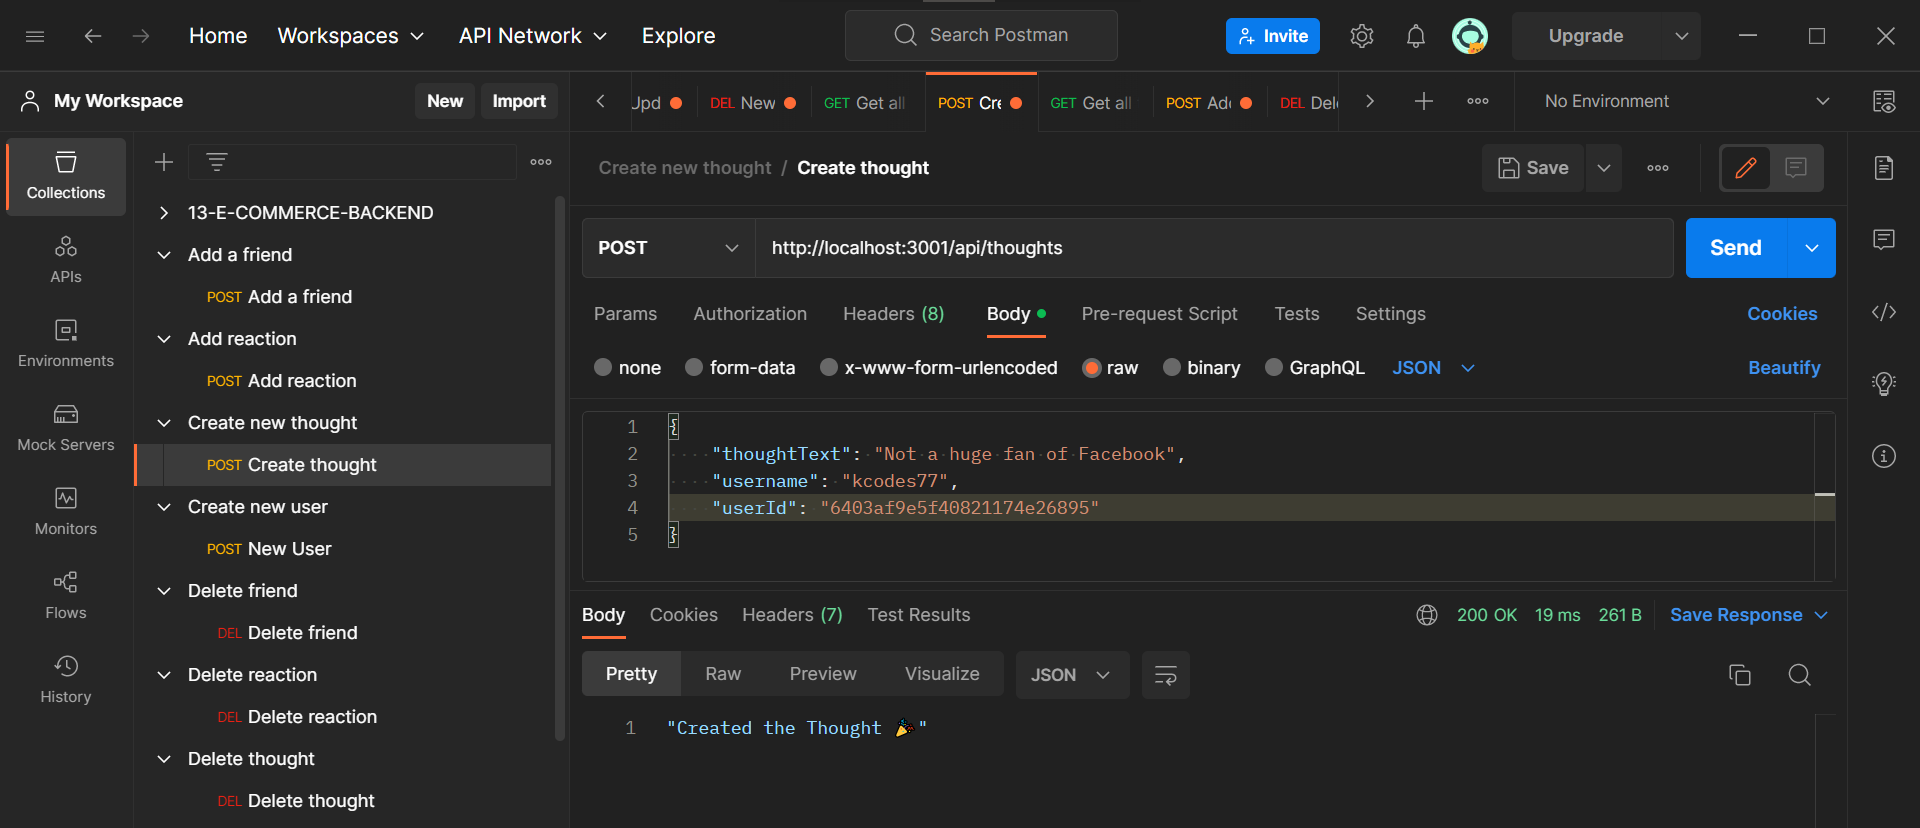 Home Workspaces API Network Explore Search Postman Invite Upgrade
My Workspace New Import
Upd DEL New GET Get all POST Cre GET Get all POST Ad DEL Del No Environment
Collections
APIs
Environments
Mock Servers
Monitors
Flows
History
13-E-COMMERCE-BACKEND
Add a friend
POST Add a friend
Add reaction
POST Add reaction
Create new thought
POST Create thought
Create new user
POST New User
Delete friend
DEL Delete friend
Delete reaction
DEL Delete reaction
Delete thought
DEL Delete thought
Create new thought / Create thought Save
POST http://localhost:3001/api/thoughts Send
Params Authorization Headers (8) Body Pre-request Script Tests Settings Cookies
none form-data x-www-form-urlencoded raw binary GraphQL JSON Beautify
1 {
2 "thoughtText": "Not a huge fan of Facebook",
3 "username": "kcodes77",
4 "userId": "6403af9e5f40821174e26895"
5 }
Body Cookies Headers (7) Test Results 200 OK 19 ms 261 B Save Response
Pretty Raw Preview Visualize JSON
1 "Created the Thought 🎉"